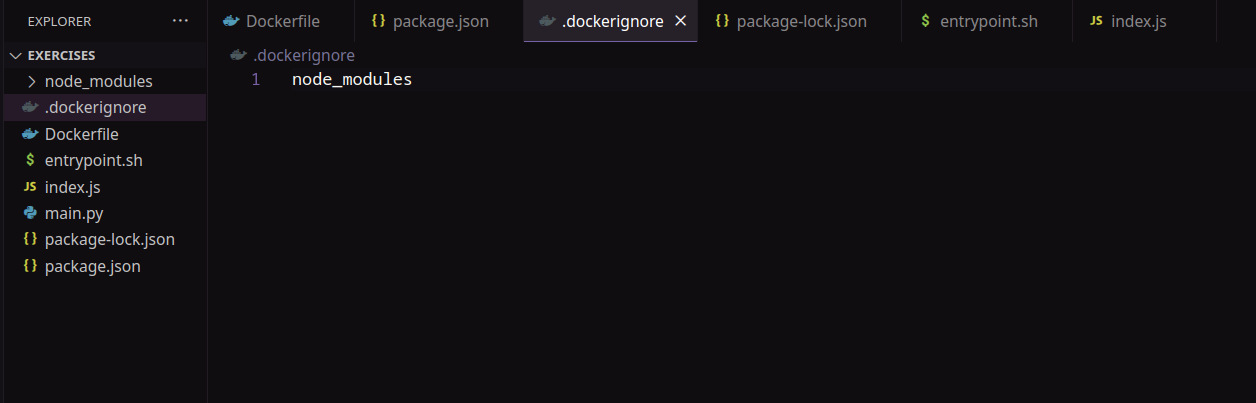 EXPLORER ···
EXERCISES
node_modules
.dockerignore
Dockerfile
$ entrypoint.sh
JS index.js
main.py
{} package-lock.json
{} package.json
Dockerfile {} package.json .dockerignore × {} package-lock.json $ entrypoint.sh JS index.js
.dockerignore
1 node_modules